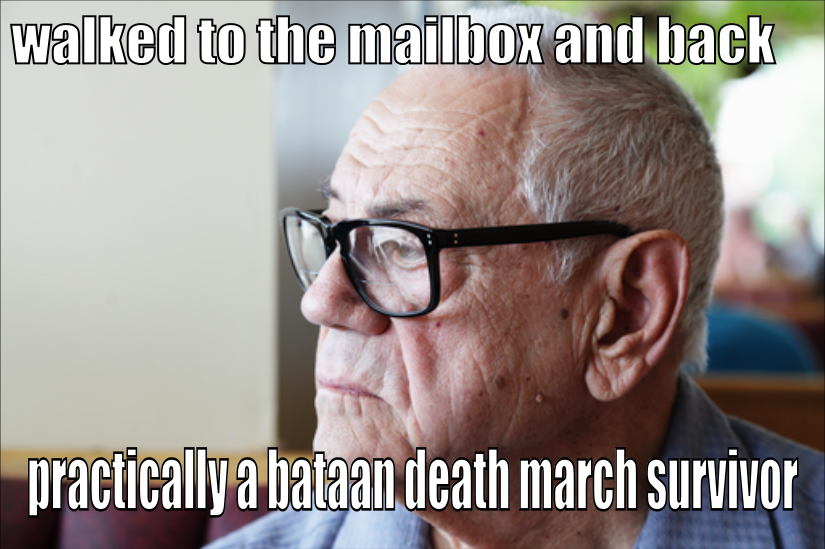 walked to the mailbox and back
practically a bataan death march survivor